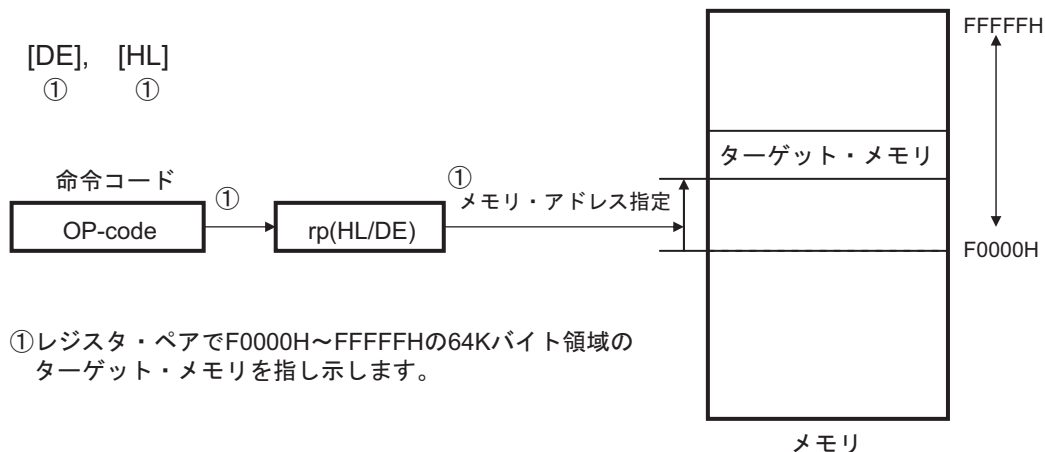 [DE], [HL]
① ①
命令コード
OP-code
①
rp(HL/DE)
①
メモリ・アドレス指定
FFFFFH
ターゲット・メモリ
F0000H
メモリ
①レジスタ・ペアでF0000H~FFFFFHの64Kバイト領域の
ターゲット・メモリを指し示します。